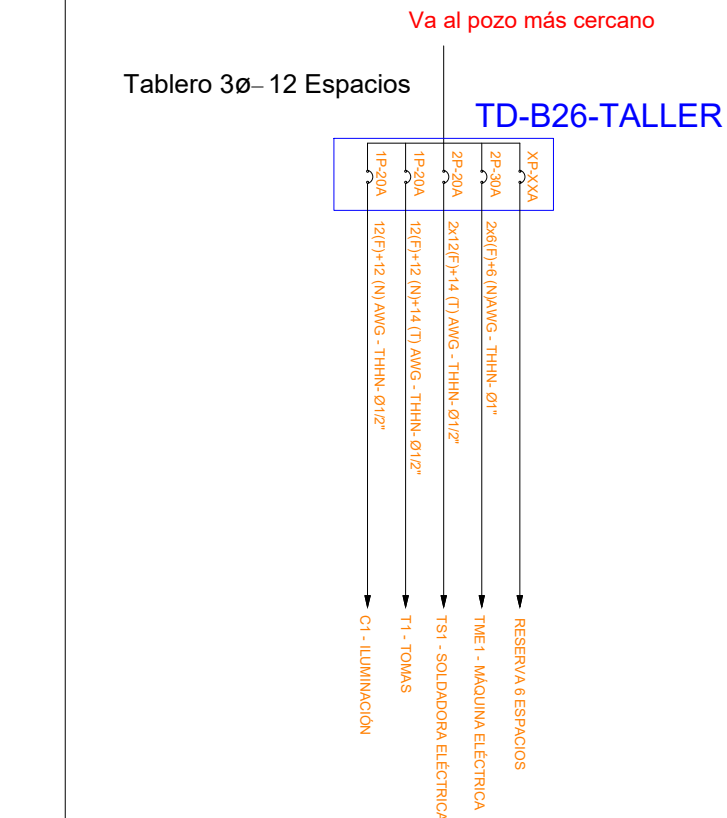 Va al pozo más cercano
Tablero 3ø– 12 Espacios
TD-B26-TALLER
1P-20A
1P-20A
2P-20A
2P-30A
XP-XXA
12(F)+12 (N) AWG - THHN- Ø1/2"
12(F)+12 (N)+14 (T) AWG - THHN- Ø1/2"
2x12(F)+14 (T) AWG - THHN- Ø1/2"
2x6(F)+6 (N)AWG - THHN- Ø1"
C1 - ILUMINACIÓN
T1 - TOMAS
TS1 - SOLDADORA ELÉCTRICA
TME1 - MÁQUINA ELÉCTRICA
RESERVA 6 ESPACIOS